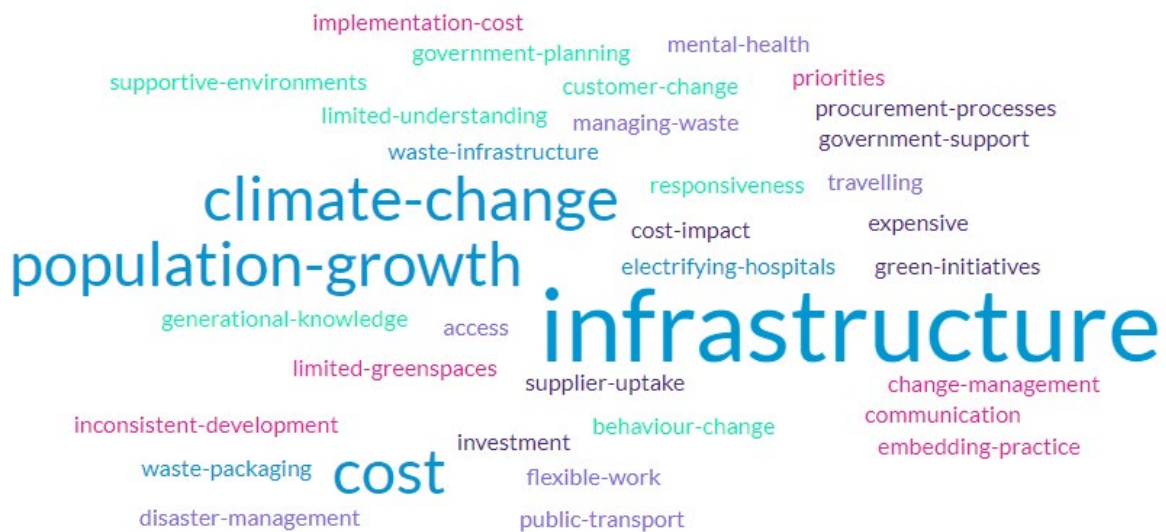 implementation-cost
government-planning
mental-health
supportive-environments
customer-change
priorities
limited-understanding
managing-waste
procurement-processes
government-support
waste-infrastructure
climate-change
responsiveness
travelling
cost-impact
expensive
population-growth
electrifying-hospitals
green-initiatives
generational-knowledge
access
infrastructure
limited-greenspaces
supplier-uptake
change-management
communication
inconsistent-development
investment
behaviour-change
embedding-practice
waste-packaging
cost
flexible-work
disaster-management
public-transport